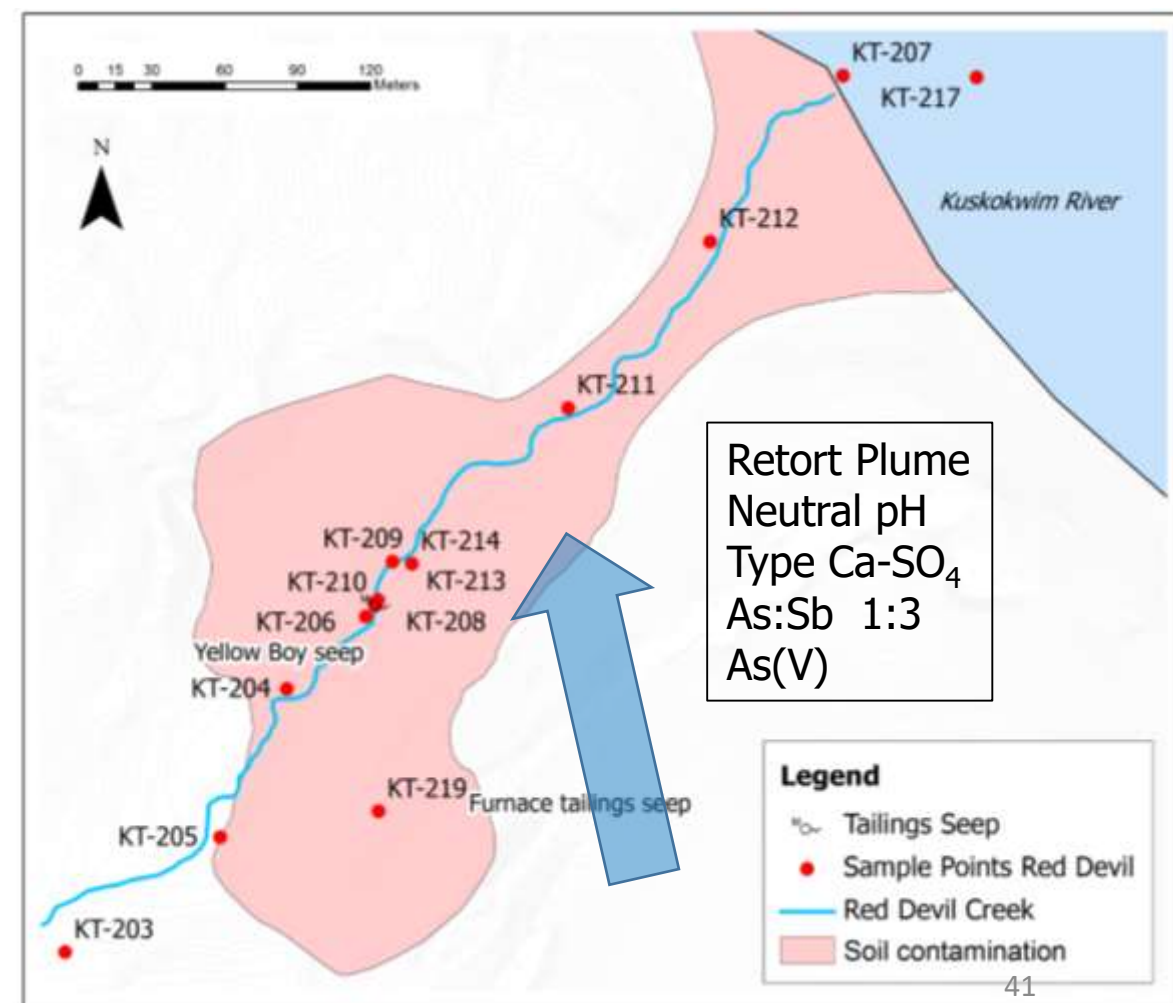 0 15 30 60 90 120
Meters
N
KT-207
KT-217
Kuskokwim River
KT-212
KT-211
Retort Plume
Neutral pH
Type Ca-SO₄
As:Sb 1:3
As(V)
KT-209 KT-214
KT-210 KT-213
KT-206 KT-208
Yellow Boy seep
KT-204
KT-219
Furnace tailings seep
KT-205
KT-203
Legend
Tailings Seep
Sample Points Red Devil
Red Devil Creek
Soil contamination
41